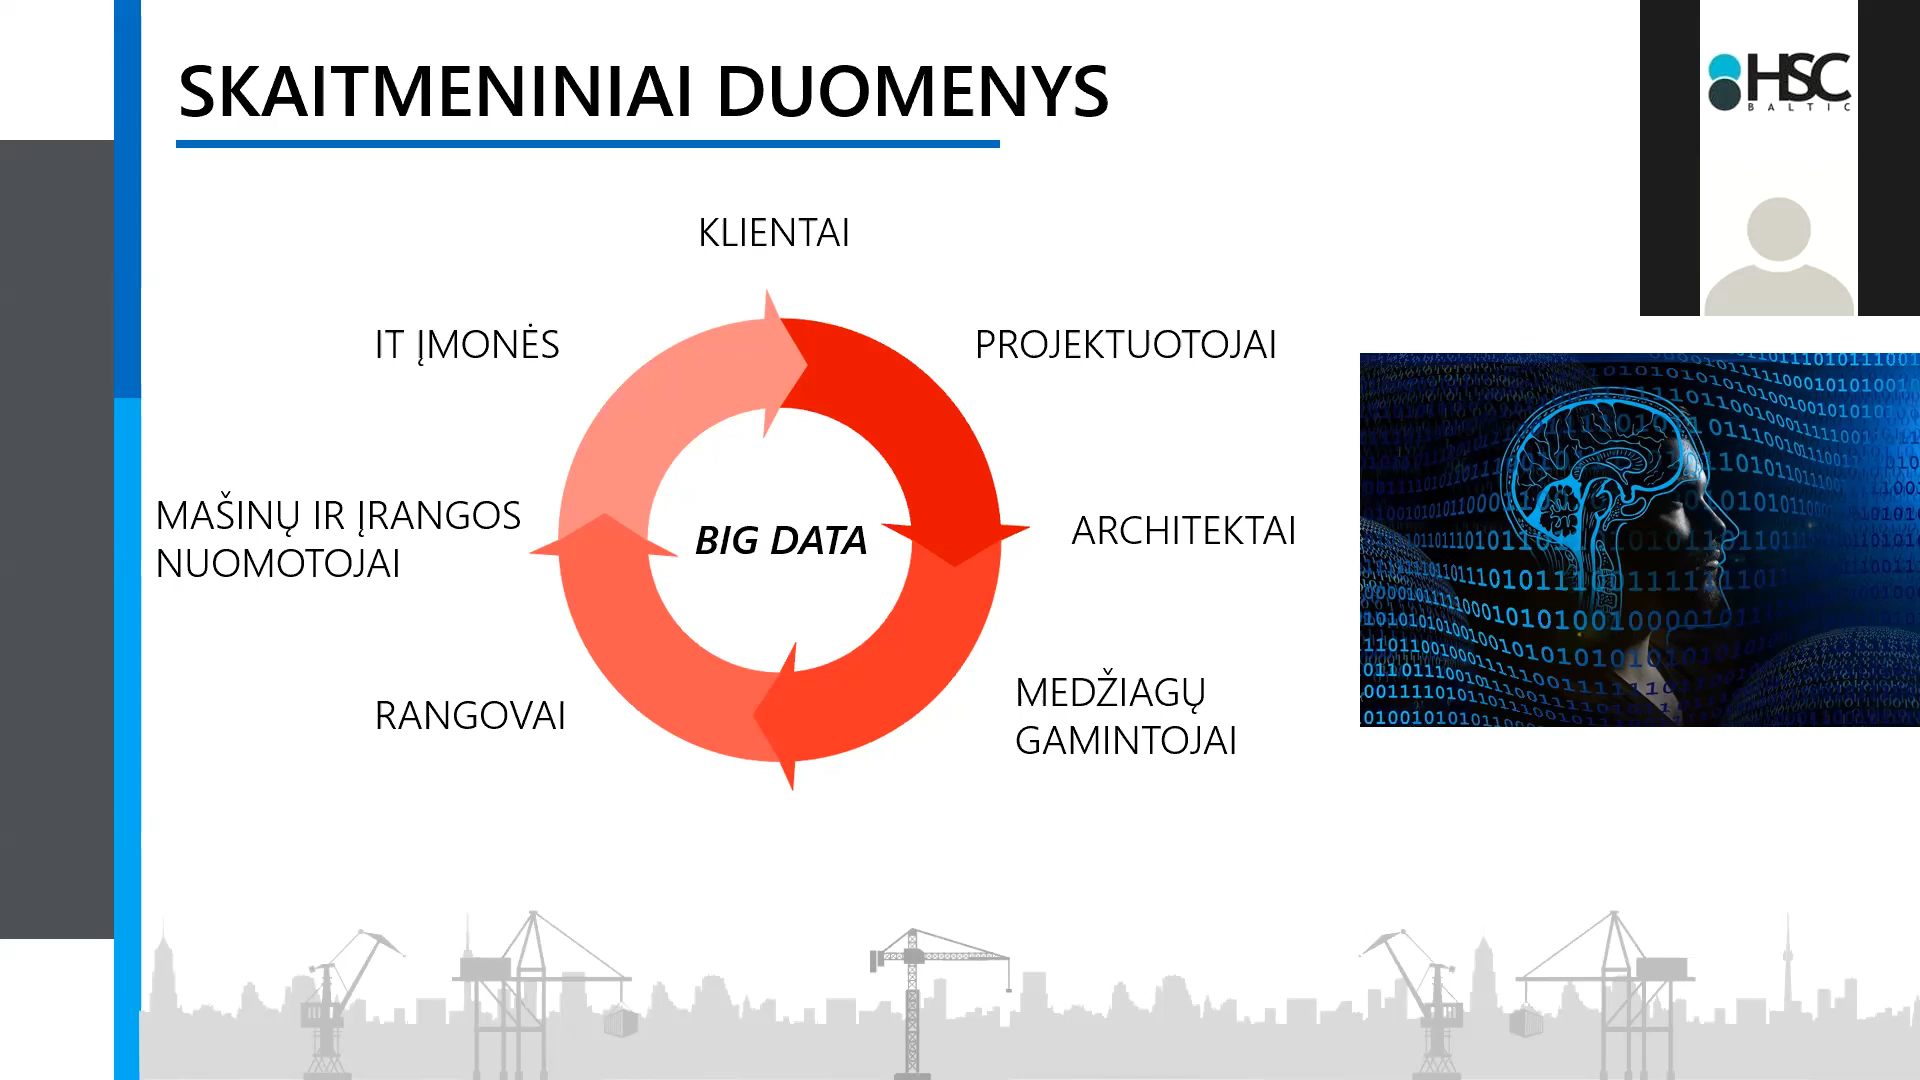 SKAITMENINIAI DUOMENYS
HSC
BALTIC
KLIENTAI
IT ĮMONĖS
PROJEKTUOTOJAI
MAŠINŲ IR ĮRANGOS
NUOMOTOJAI
BIG DATA
ARCHITEKTAI
RANGOVAI
MEDŽIAGŲ
GAMINTOJAI